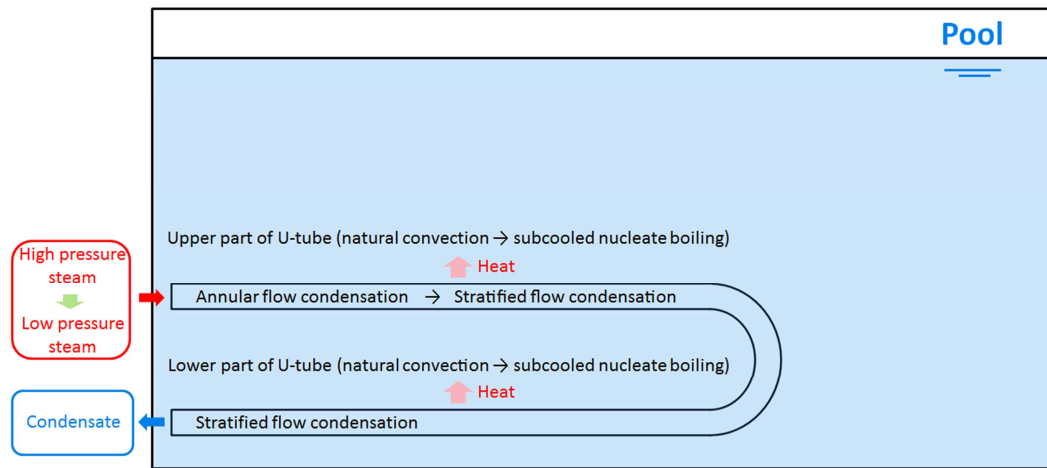 Pool
Upper part of U-tube (natural convection → subcooled nucleate boiling)
High pressure
steam
Heat
Low pressure
steam
Annular flow condensation → Stratified flow condensation
Lower part of U-tube (natural convection → subcooled nucleate boiling)
Heat
Condensate
Stratified flow condensation